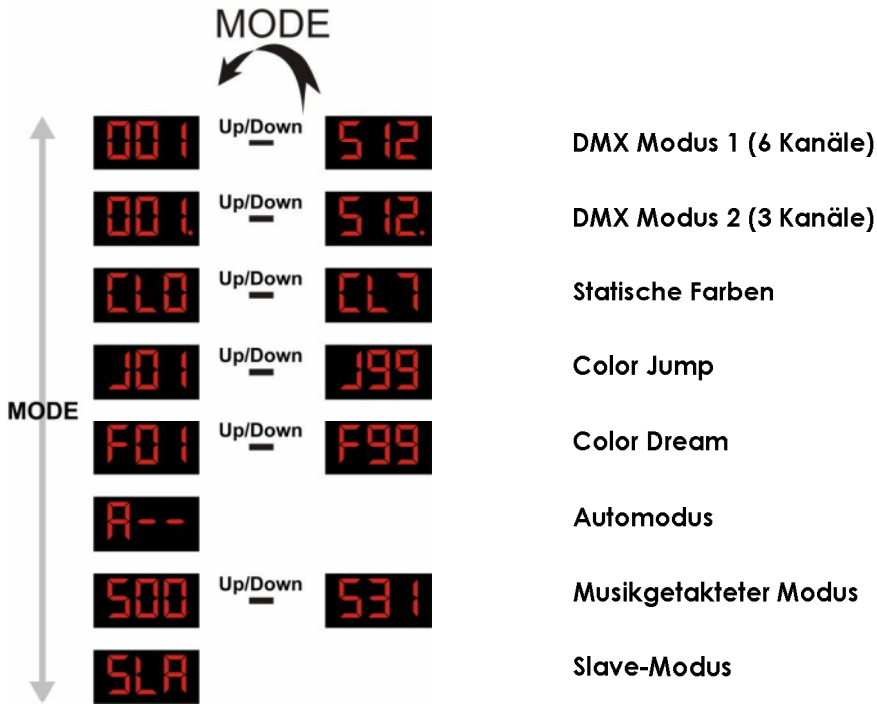 MODE
001 Up/Down 512 DMX Modus 1 (6 Kanäle)
001. Up/Down 512. DMX Modus 2 (3 Kanäle)
CL0 Up/Down CL7 Statische Farben
J01 Up/Down J99 Color Jump
MODE
F01 Up/Down F99 Color Dream
A-- Automodus
S00 Up/Down S31 Musikgetakteter Modus
SLA Slave-Modus